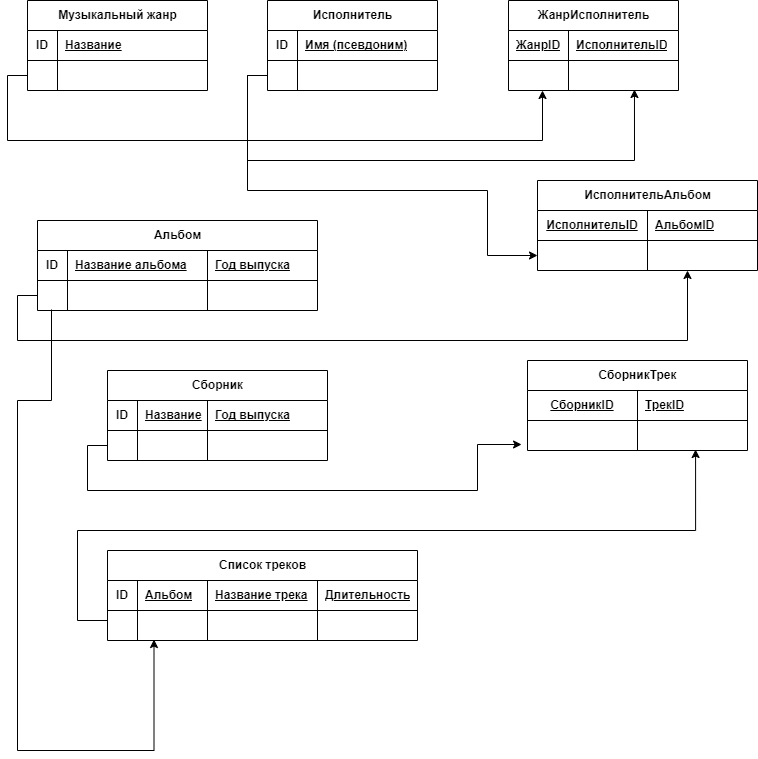 Музыкальный жанр
ID Название
Исполнитель
ID Имя (псевдоним)
ЖанрИсполнитель
ЖанрID ИсполнительID
ИсполнительАльбом
ИсполнительID АльбомID
Альбом
ID Название альбома Год выпуска
Сборник
ID Название Год выпуска
СборникТрек
СборникID ТрекID
Список треков
ID Альбом Название трека Длительность